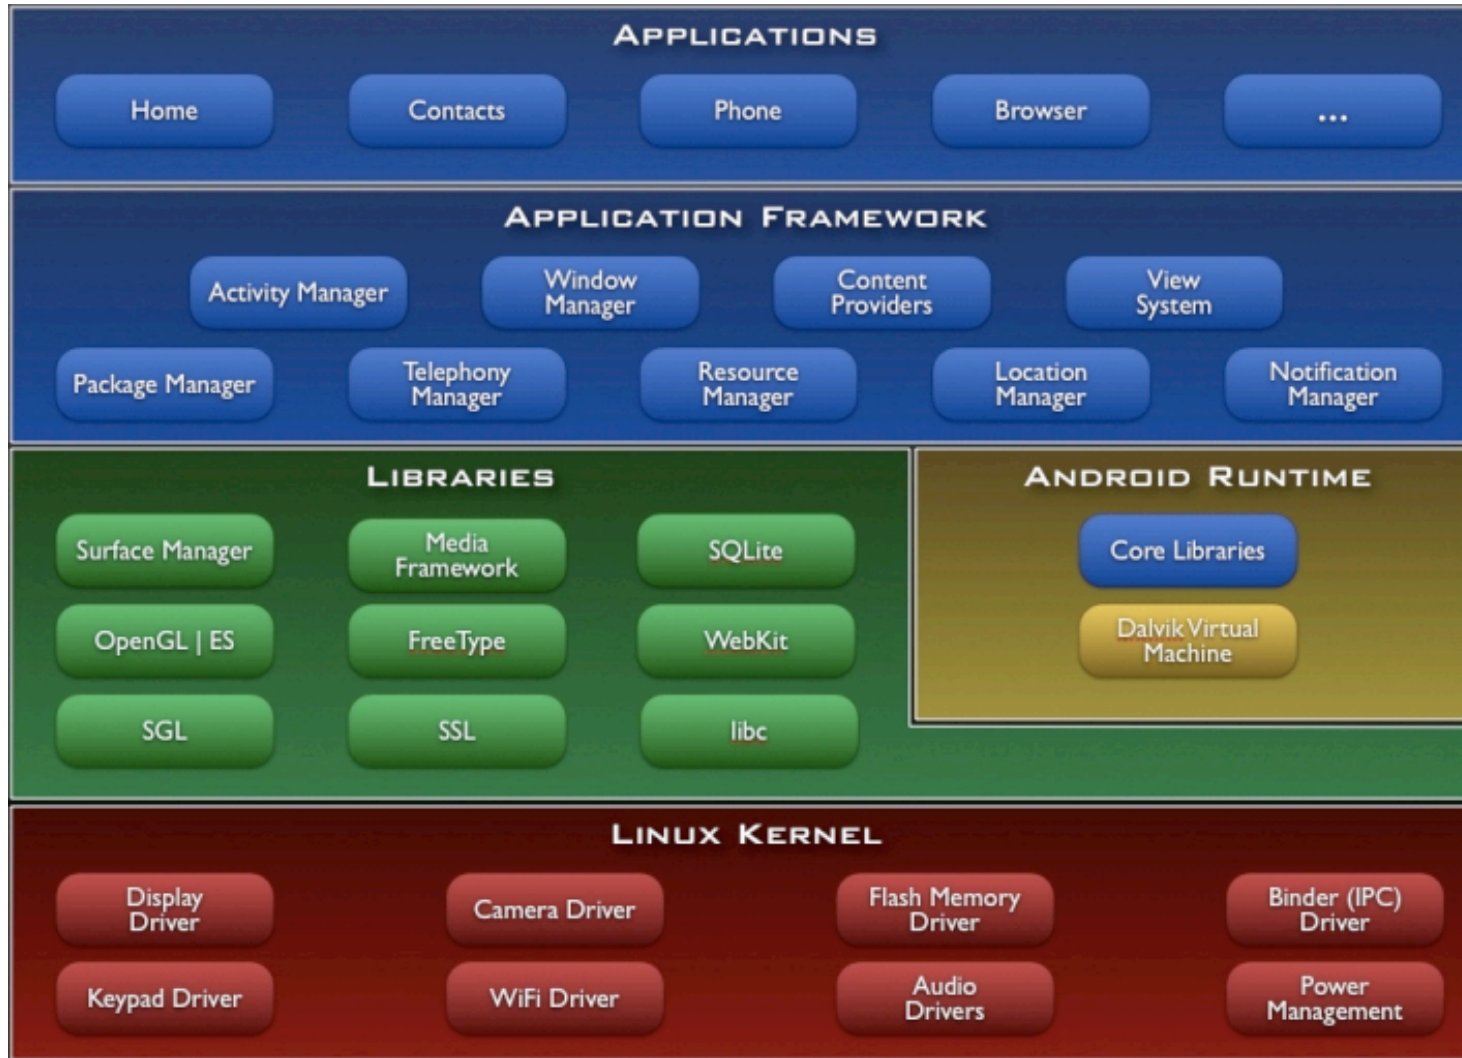 APPLICATIONS
Home
Contacts
Phone
Browser
...
APPLICATION FRAMEWORK
Activity Manager
Window
Manager
Content
Providers
View
System
Package Manager
Telephony
Manager
Resource
Manager
Location
Manager
Notification
Manager
LIBRARIES
Surface Manager
Media
Framework
SQLite
OpenGL | ES
FreeType
WebKit
SGL
SSL
libc
ANDROID RUNTIME
Core Libraries
Dalvik Virtual
Machine
LINUX KERNEL
Display
Driver
Camera Driver
Flash Memory
Driver
Binder (IPC)
Driver
Keypad Driver
WiFi Driver
Audio
Drivers
Power
Management